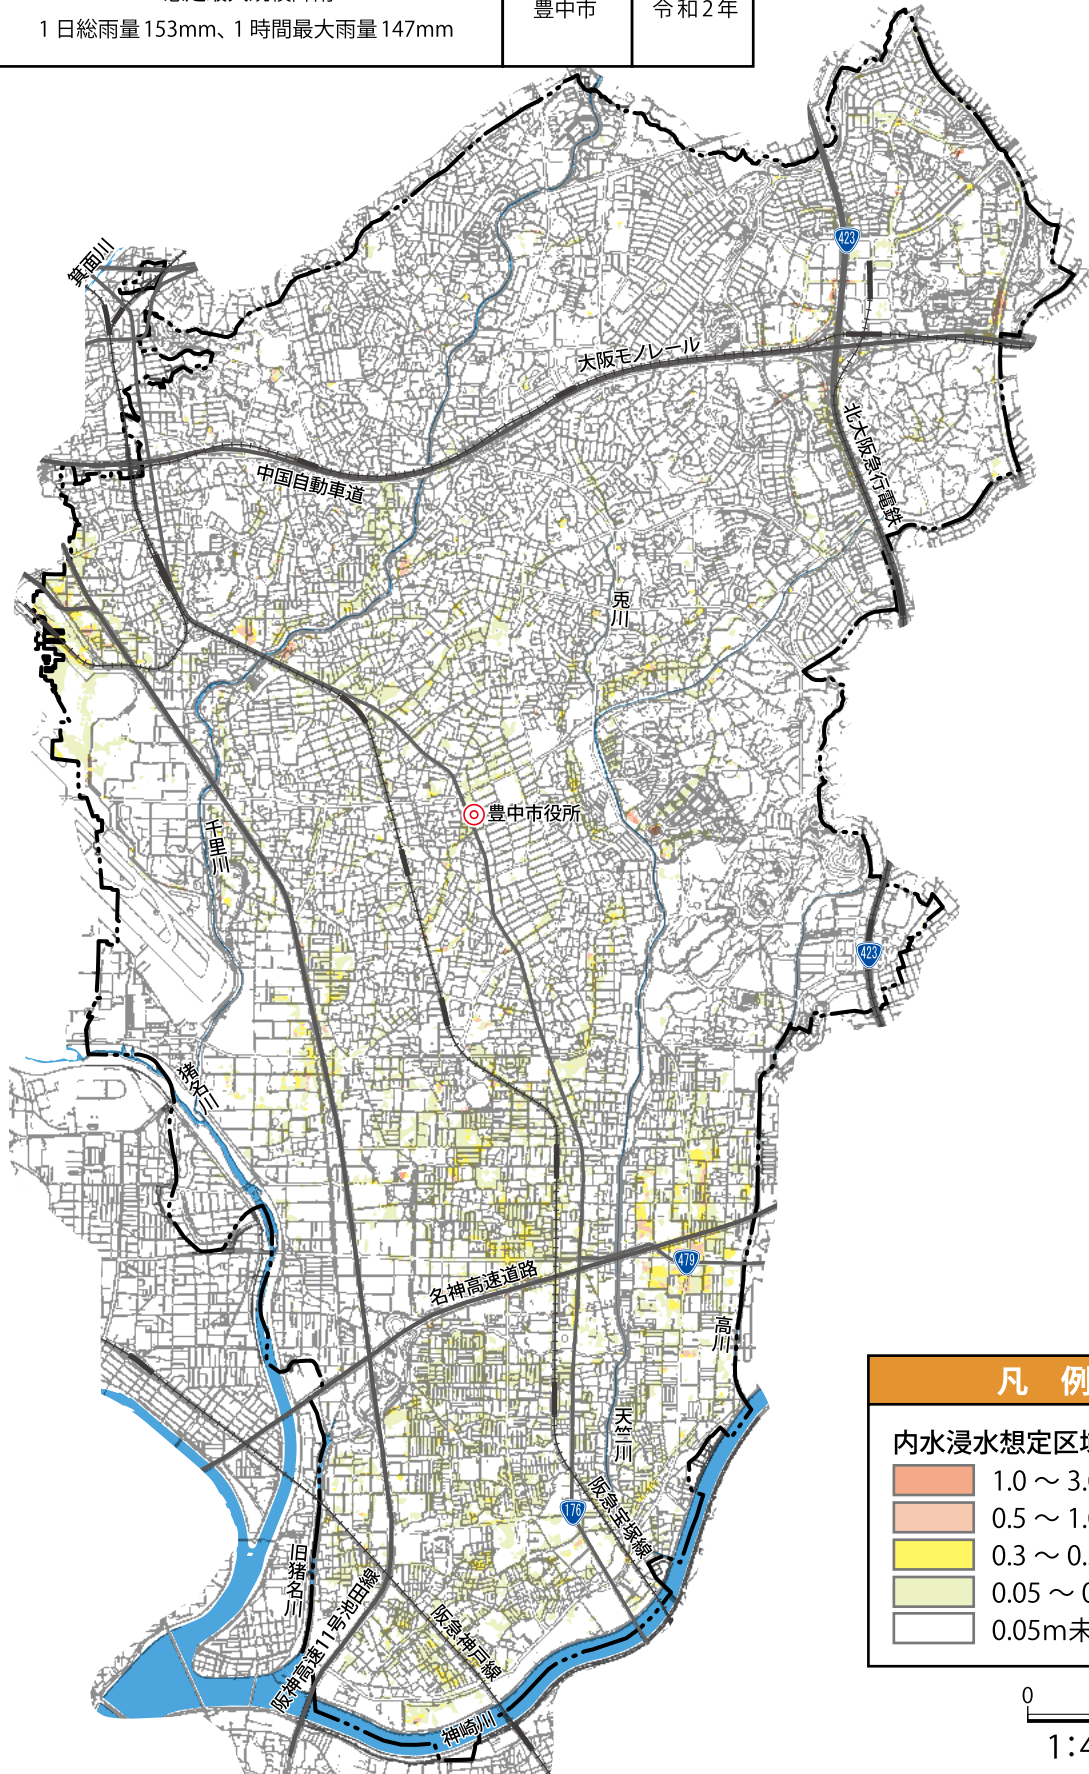 1日総雨量153mm、1時間最大雨量147mm
豊中市
令和2年
箕面川
423
大阪モノレール
北大阪急行電鉄
中国自動車道
兎川
豊中市役所
千里川
423
猪名川
479
名神高速道路
高川
天竺川
176
阪急宝塚線
旧猪名川
阪神高速11号池田線
阪急神戸線
神崎川
凡 例
内水浸水想定区
1.0～3.
0.5～1.
0.3～0.
0.05～0
0.05m未
0
1:4